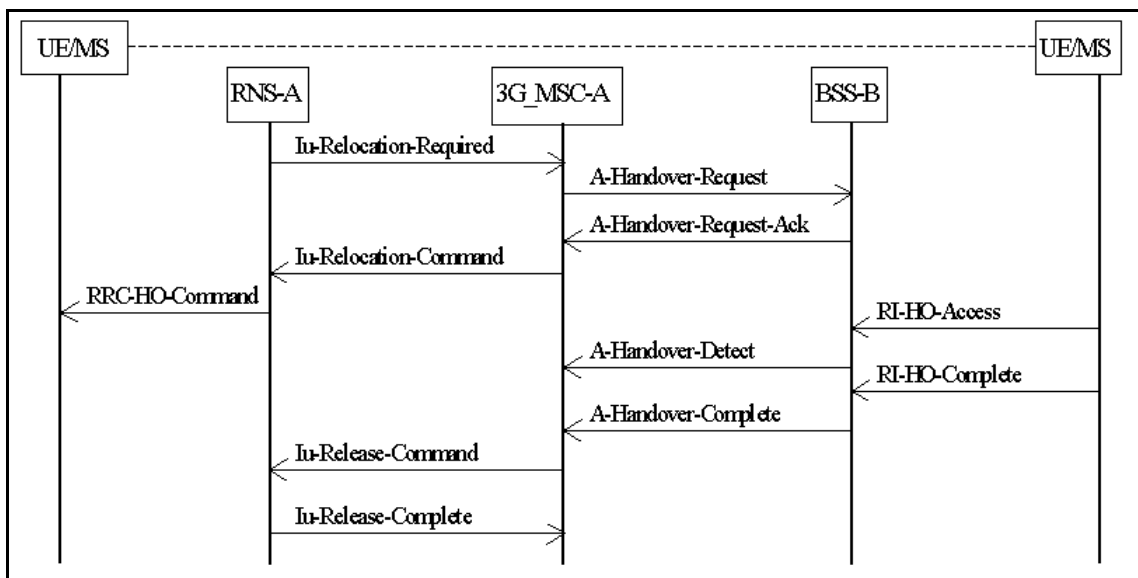 UE/MS
UE/MS
RNS-A
3G_MSC-A
BSS-B
Iu-Relocation-Required
A-Handover-Request
A-Handover-Request-Ack
Iu-Relocation-Command
RRC-HO-Command
RI-HO-Access
A-Handover-Detect
RI-HO-Complete
A-Handover-Complete
Iu-Release-Command
Iu-Release-Complete